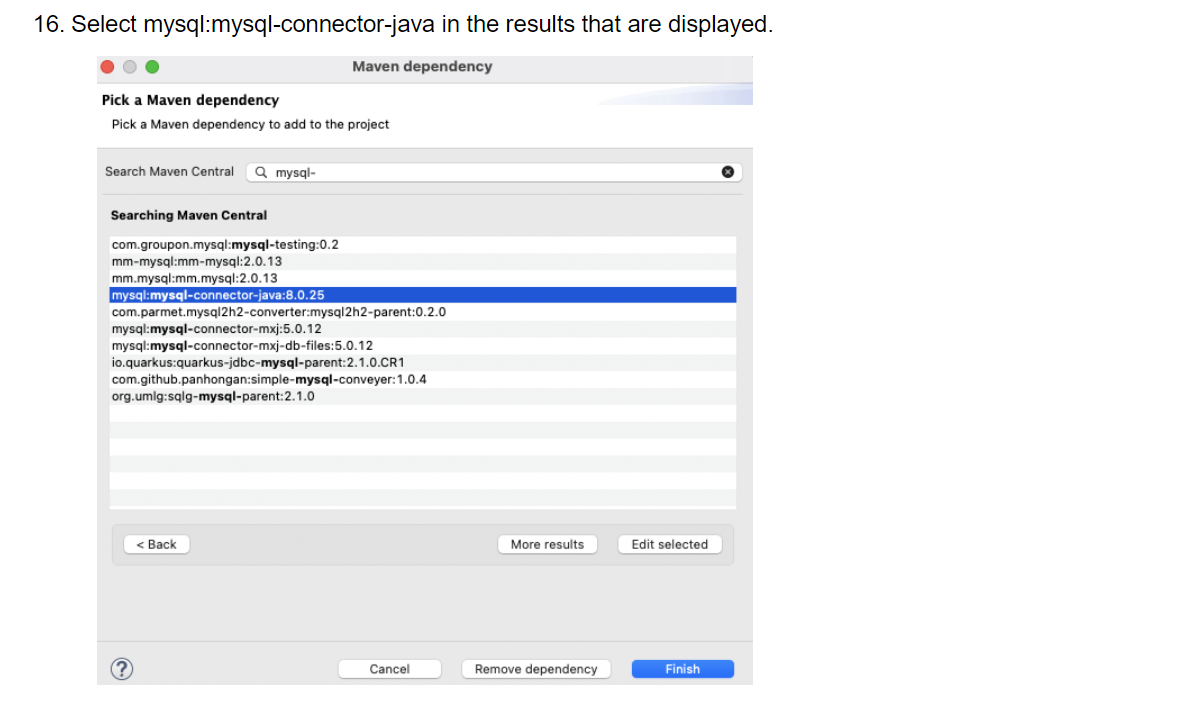 16. Select mysql:mysql-connector-java in the results that are displayed.
Maven dependency
Pick a Maven dependency
Pick a Maven dependency to add to the project
Search Maven Central mysql-
Searching Maven Central
com.groupon.mysql:mysql-testing:0.2
mm-mysql:mm-mysql:2.0.13
mm.mysql:mm.mysql:2.0.13
mysql:mysql-connector-java:8.0.25
com.parmet.mysql2h2-converter:mysql2h2-parent:0.2.0
mysql:mysql-connector-mxj:5.0.12
mysql:mysql-connector-mxj-db-files:5.0.12
io.quarkus:quarkus-jdbc-mysql-parent:2.1.0.CR1
com.github.panhongan:simple-mysql-conveyer:1.0.4
org.umlg:sqlg-mysql-parent:2.1.0
< Back More results Edit selected
? Cancel Remove dependency Finish